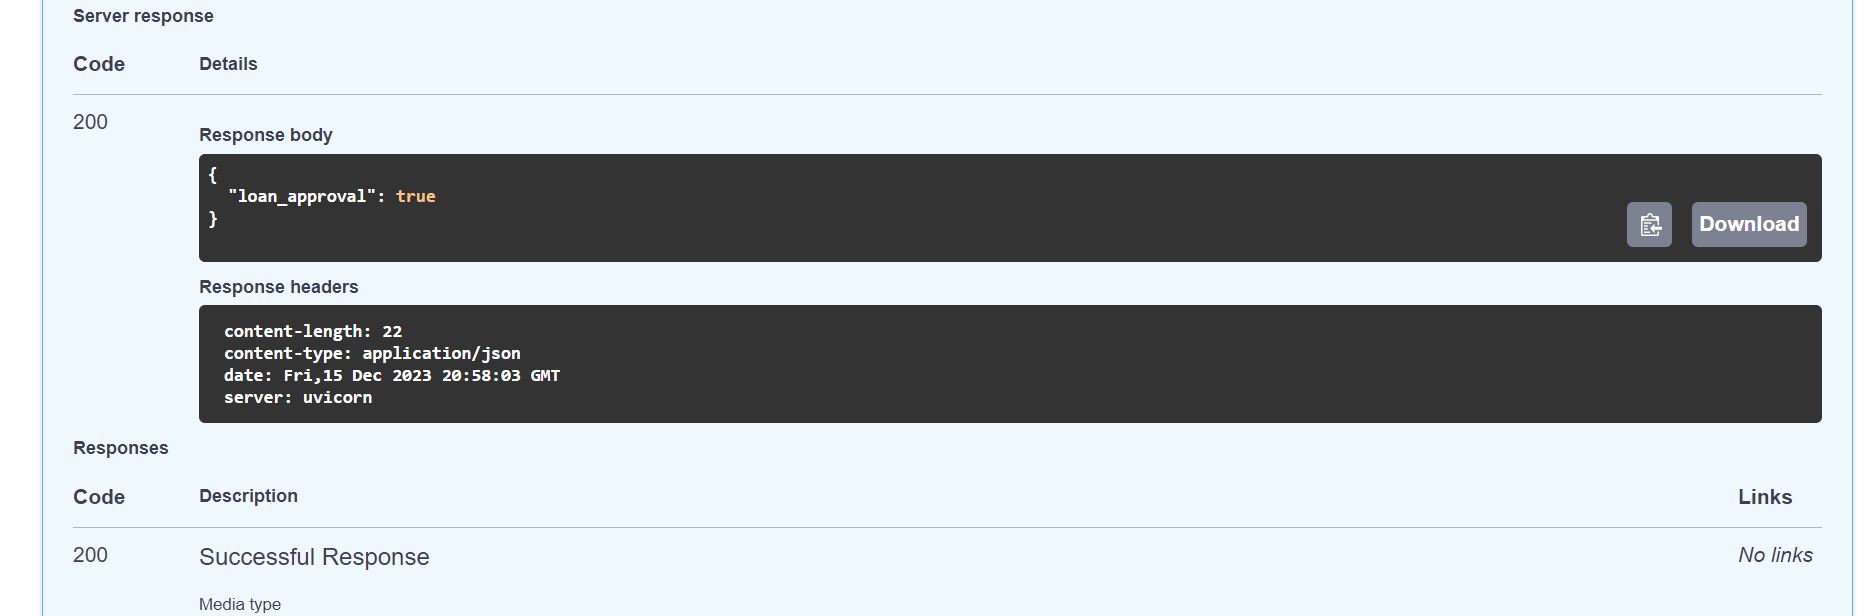 Server response
Code Details
200
Response body
{
"loan_approval": true
}
Download
Response headers
content-length: 22
content-type: application/json
date: Fri,15 Dec 2023 20:58:03 GMT
server: uvicorn
Responses
Code Description Links
200 Successful Response No links
Media type